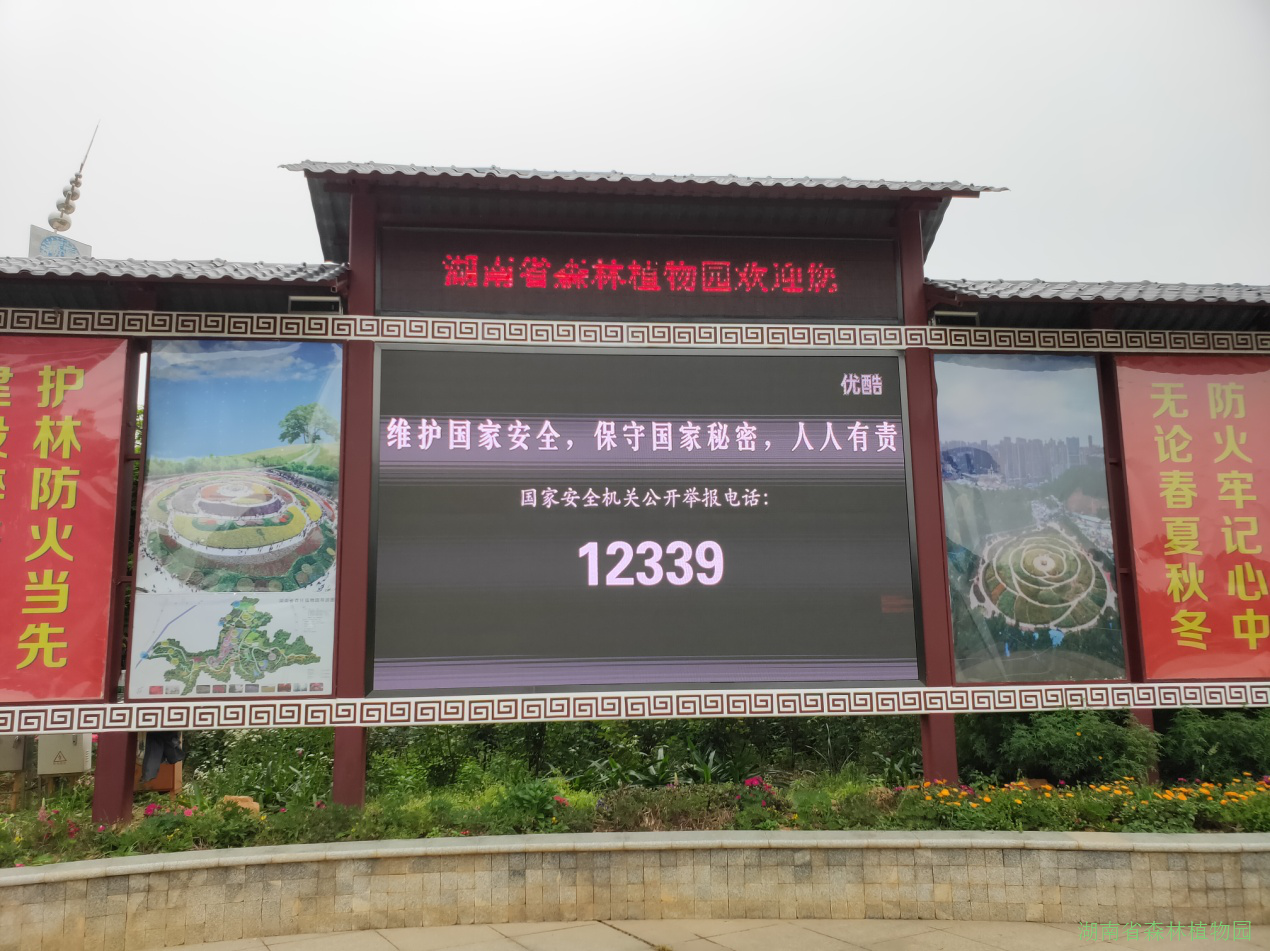 湖南省森林植物园欢迎您
优酷
维护国家安全，保守国家秘密，人人有责
国家安全机关公开举报电话：
12339
护林防火当先
防火牢记心中
无论春夏秋冬
湖南省森林植物园